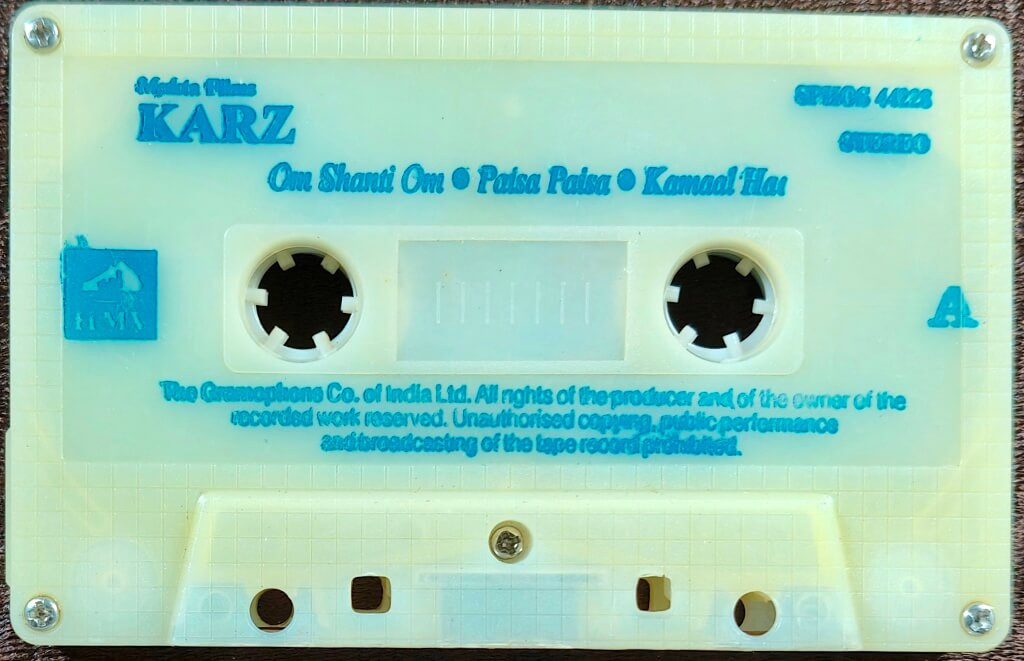 Mukta Films
KARZ
SPHOS 44228
STEREO
Om Shanti Om • Paisa Paisa • Kamaal Hai
HMV
A
The Gramophone Co. of India Ltd. All rights of the producer and of the owner of the
recorded work reserved. Unauthorised copying, public performance
and broadcasting of the tape record prohibited.